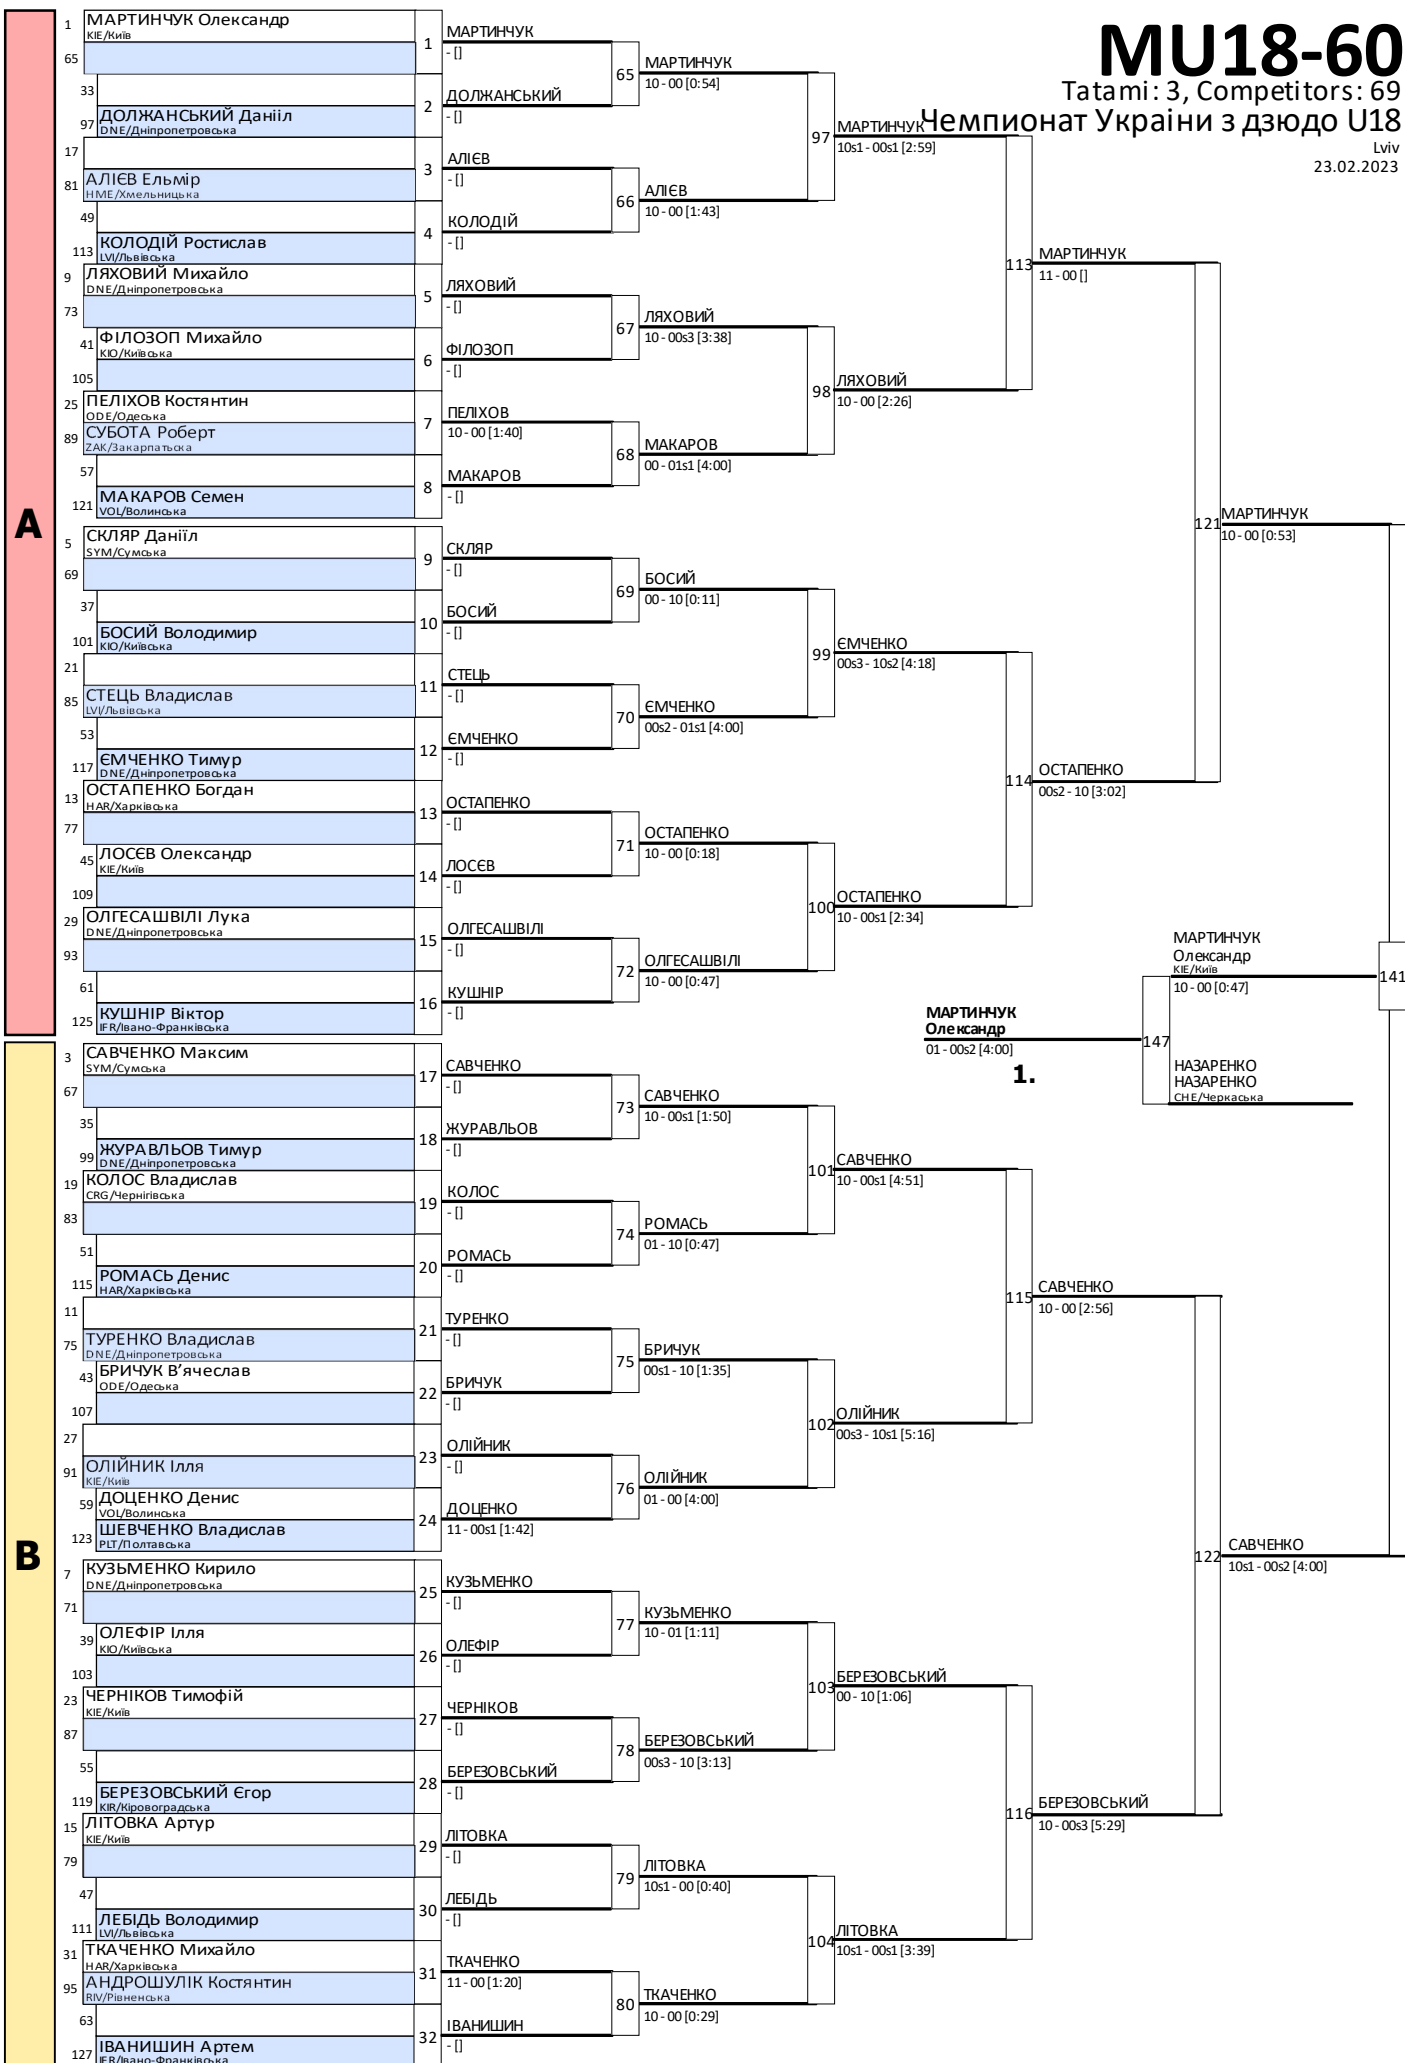 MU18-60
Tatami: 3, Competitors: 69
Чемпионат України з дзюдо U18
Lviv
23.02.2023
A
1 МАРТИНЧУК Олександр
KIE/Київ
65
33
97 ДОЛЖАНСЬКИЙ Данііл
DNE/Дніпропетровська
17
81 АЛІЄВ Ельмір
HME/Хмельницька
49
113 КОЛОДІЙ Ростислав
LVI/Львівська
9 ЛЯХОВИЙ Михайло
DNE/Дніпропетровська
73
41 ФІЛОЗОП Михайло
KIO/Київська
105
25 ПЕЛІХОВ Костянтин
ODE/Одеська
89 СУБОТА Роберт
ZAK/Закарпатьска
57
121 МАКАРОВ Семен
VOL/Волинська
5 СКЛЯР Данiїл
SYM/Сумська
69
37
101 БОСИЙ Володимир
KIO/Київська
21
85 СТЕЦЬ Владислав
LVI/Львівська
53
117 ЄМЧЕНКО Тимур
DNE/Дніпропетровська
13 ОСТАПЕНКО Богдан
HAR/Харківська
77
45 ЛОСЄВ Олександр
KIE/Київ
109
29 ОЛГЕСАШВІЛІ Лука
DNE/Дніпропетровська
93
61
125 КУШНІР Віктор
IFR/Івано-Франківська
B
3 САВЧЕНКО Максим
SYM/Сумська
67
35
99 ЖУРАВЛЬОВ Тимур
DNE/Дніпропетровська
19 КОЛОС Владислав
CRG/Чернігівська
83
51
115 РОМАСЬ Денис
HAR/Харківська
11
75 ТУРЕНКО Владислав
DNE/Дніпропетровська
43 БРИЧУК В’ячеслав
ODE/Одеська
107
27
91 ОЛІЙНИК Ілля
KIE/Київ
59 ДОЦЕНКО Денис
VOL/Волинська
123 ШЕВЧЕНКО Владислав
PLT/Полтавська
7 КУЗЬМЕНКО Кирило
DNE/Дніпропетровська
71
39 ОЛЕФІР Ілля
KIO/Київська
103
23 ЧЕРНІКОВ Тимофій
KIE/Київ
87
55
119 БЕРЕЗОВСЬКИЙ Єгор
KIR/Кіровоградська
15 ЛІТОВКА Артур
KIE/Київ
79
47
111 ЛЕБІДЬ Володимир
LVI/Львівська
31 ТКАЧЕНКО Михайло
HAR/Харківська
95 АНДРОШУЛІК Костянтин
RIV/Рівненська
63
127 ІВАНИШИН Артем
IFR/Івано-Франківська
1 МАРТИНЧУК
- []
2 ДОЛЖАНСЬКИЙ
- []
3 АЛІЄВ
- []
4 КОЛОДІЙ
- []
5 ЛЯХОВИЙ
- []
6 ФІЛОЗОП
- []
7 ПЕЛІХОВ
10 - 00 [1:40]
8 МАКАРОВ
- []
9 СКЛЯР
- []
10 БОСИЙ
- []
11 СТЕЦЬ
- []
12 ЄМЧЕНКО
- []
13 ОСТАПЕНКО
- []
14 ЛОСЄВ
- []
15 ОЛГЕСАШВІЛІ
- []
16 КУШНІР
- []
17 САВЧЕНКО
- []
18 ЖУРАВЛЬОВ
- []
19 КОЛОС
- []
20 РОМАСЬ
- []
21 ТУРЕНКО
- []
22 БРИЧУК
- []
23 ОЛІЙНИК
- []
24 ДОЦЕНКО
11 - 00s1 [1:42]
25 КУЗЬМЕНКО
- []
26 ОЛЕФІР
- []
27 ЧЕРНІКОВ
- []
28 БЕРЕЗОВСЬКИЙ
- []
29 ЛІТОВКА
- []
30 ЛЕБІДЬ
- []
31 ТКАЧЕНКО
11 - 00 [1:20]
32 ІВАНИШИН
- []
65 МАРТИНЧУК
10 - 00 [0:54]
66 АЛІЄВ
10 - 00 [1:43]
67 ЛЯХОВИЙ
10 - 00s3 [3:38]
68 МАКАРОВ
00 - 01s1 [4:00]
69 БОСИЙ
00 - 10 [0:11]
70 ЄМЧЕНКО
00s2 - 01s1 [4:00]
71 ОСТАПЕНКО
10 - 00 [0:18]
72 ОЛГЕСАШВІЛІ
10 - 00 [0:47]
73 САВЧЕНКО
10 - 00s1 [1:50]
74 РОМАСЬ
01 - 10 [0:47]
75 БРИЧУК
00s1 - 10 [1:35]
76 ОЛІЙНИК
01 - 00 [4:00]
77 КУЗЬМЕНКО
10 - 01 [1:11]
78 БЕРЕЗОВСЬКИЙ
00s3 - 10 [3:13]
79 ЛІТОВКА
10s1 - 00 [0:40]
80 ТКАЧЕНКО
10 - 00 [0:29]
97 МАРТИНЧУК
10s1 - 00s1 [2:59]
98 ЛЯХОВИЙ
10 - 00 [2:26]
99 ЄМЧЕНКО
00s3 - 10s2 [4:18]
100 ОСТАПЕНКО
10 - 00s1 [2:34]
101 САВЧЕНКО
10 - 00s1 [4:51]
102 ОЛІЙНИК
00s3 - 10s1 [5:16]
103 БЕРЕЗОВСЬКИЙ
00 - 10 [1:06]
104 ЛІТОВКА
10s1 - 00s1 [3:39]
113 МАРТИНЧУК
11 - 00 []
114 ОСТАПЕНКО
00s2 - 10 [3:02]
115 САВЧЕНКО
10 - 00 [2:56]
116 БЕРЕЗОВСЬКИЙ
10 - 00s3 [5:29]
121 МАРТИНЧУК
10 - 00 [0:53]
122 САВЧЕНКО
10s1 - 00s2 [4:00]
141
МАРТИНЧУК
Олександр
KIE/Київ
10 - 00 [0:47]
147
НАЗАРЕНКО
НАЗАРЕНКО
CHE/Черкаська
МАРТИНЧУК
Олександр
01 - 00s2 [4:00]
1.